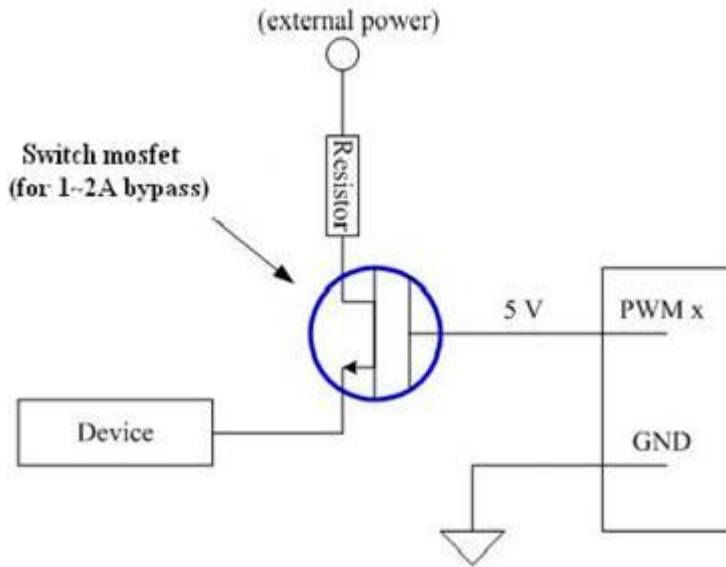 (external power)
Resistor
Switch mosfet
(for 1~2A bypass)
5 V
PWM x
Device
GND